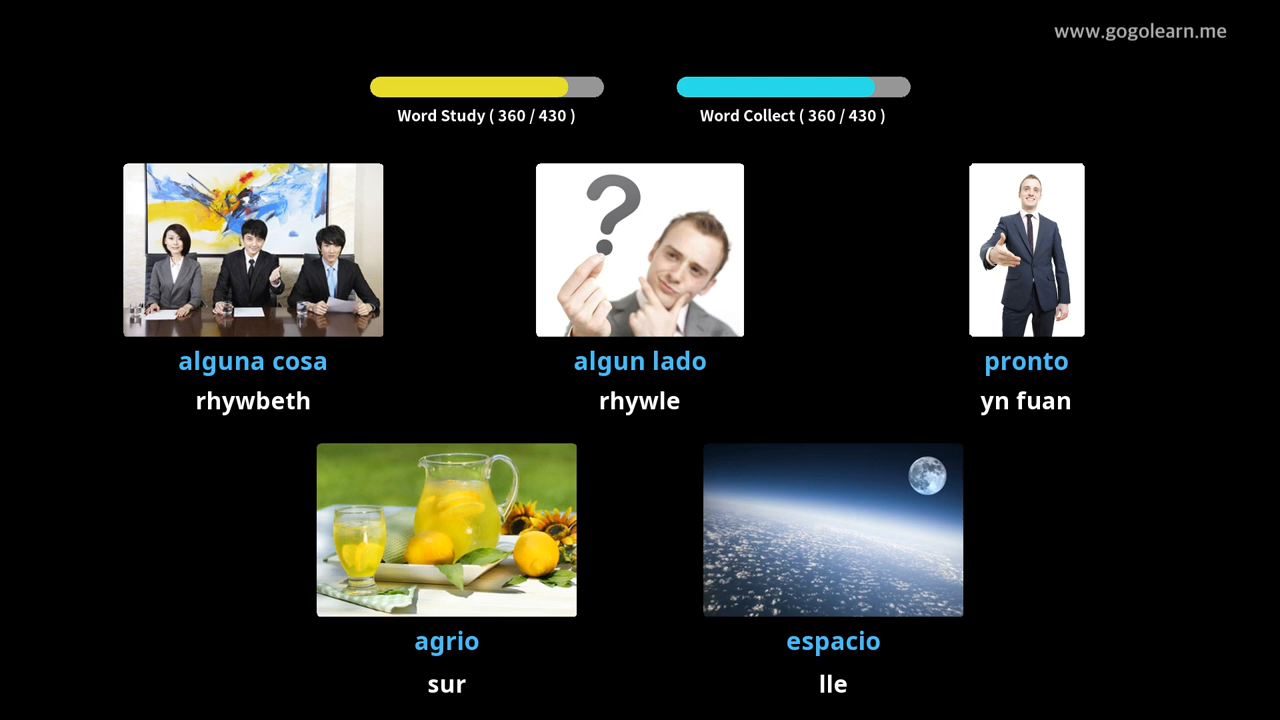 www.gogolearn.me
Word Study ( 360 / 430 )
Word Collect ( 360 / 430 )
alguna cosa
rhywbeth
algun lado
rhywle
pronto
yn fuan
agrio
sur
espacio
lle